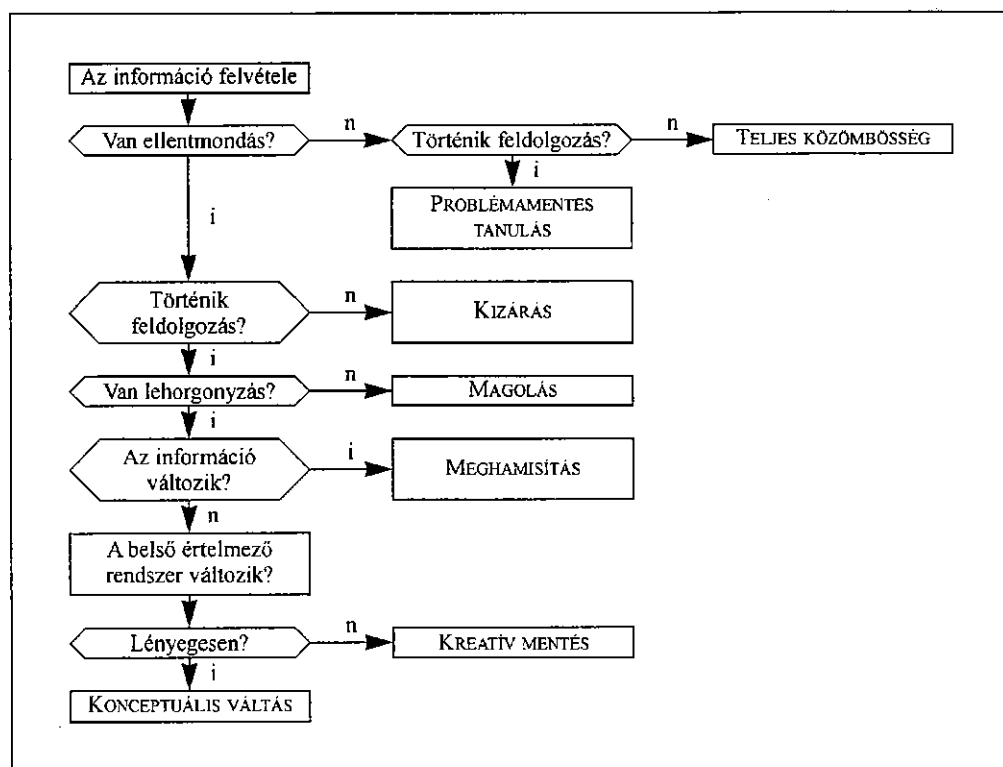 Az információ felvétele
Van ellentmondás?
n
Történik feldolgozás?
n
TELJES KÖZÖMBÖSSÉG
i
PROBLÉMAMENTES
TANULÁS
i
Történik
feldolgozás?
n
KIZÁRÁS
i
Van lehorgonyzás?
n
MAGOLÁS
i
Az információ
változik?
i
MEGHAMISÍTÁS
n
A belső értelmező
rendszer változik?
Lényegesen?
n
KREATÍV MENTÉS
i
KONCEPTUÁLIS VÁLTÁS